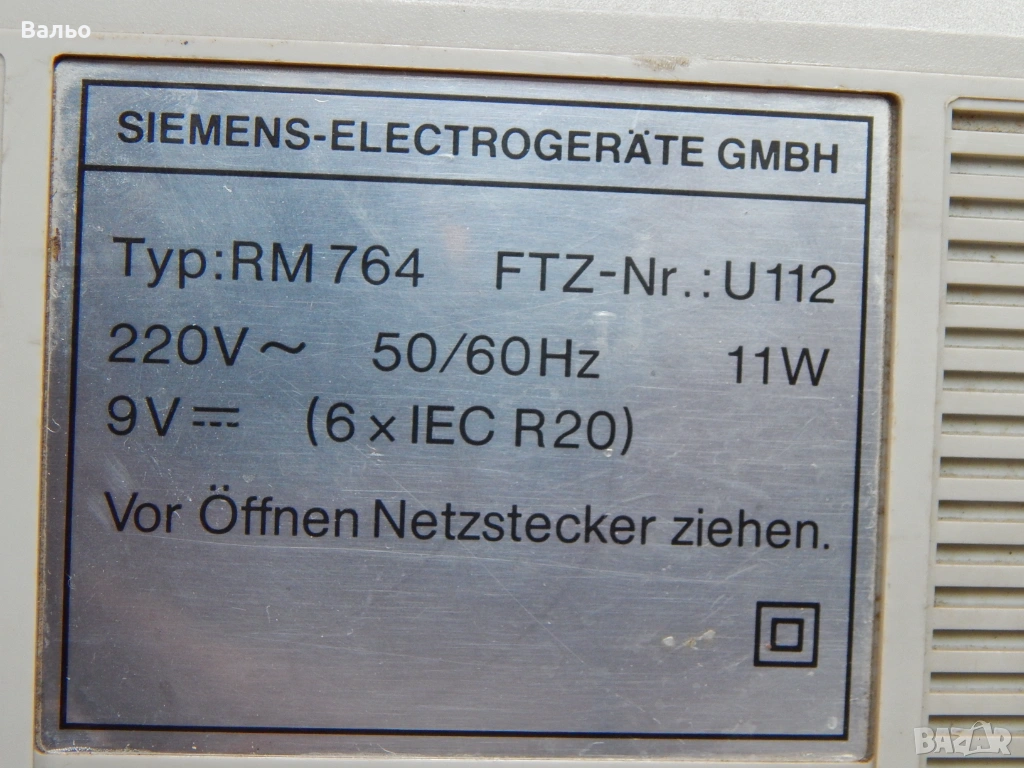 Вальо
SIEMENS-ELECTROGERÄTE GMBH
Typ: RM 764 FTZ-Nr.: U112
220V ~ 50/60Hz 11W
9V ⎓ (6 x IEC R20)
Vor Öffnen Netzstecker ziehen.
BAZAR